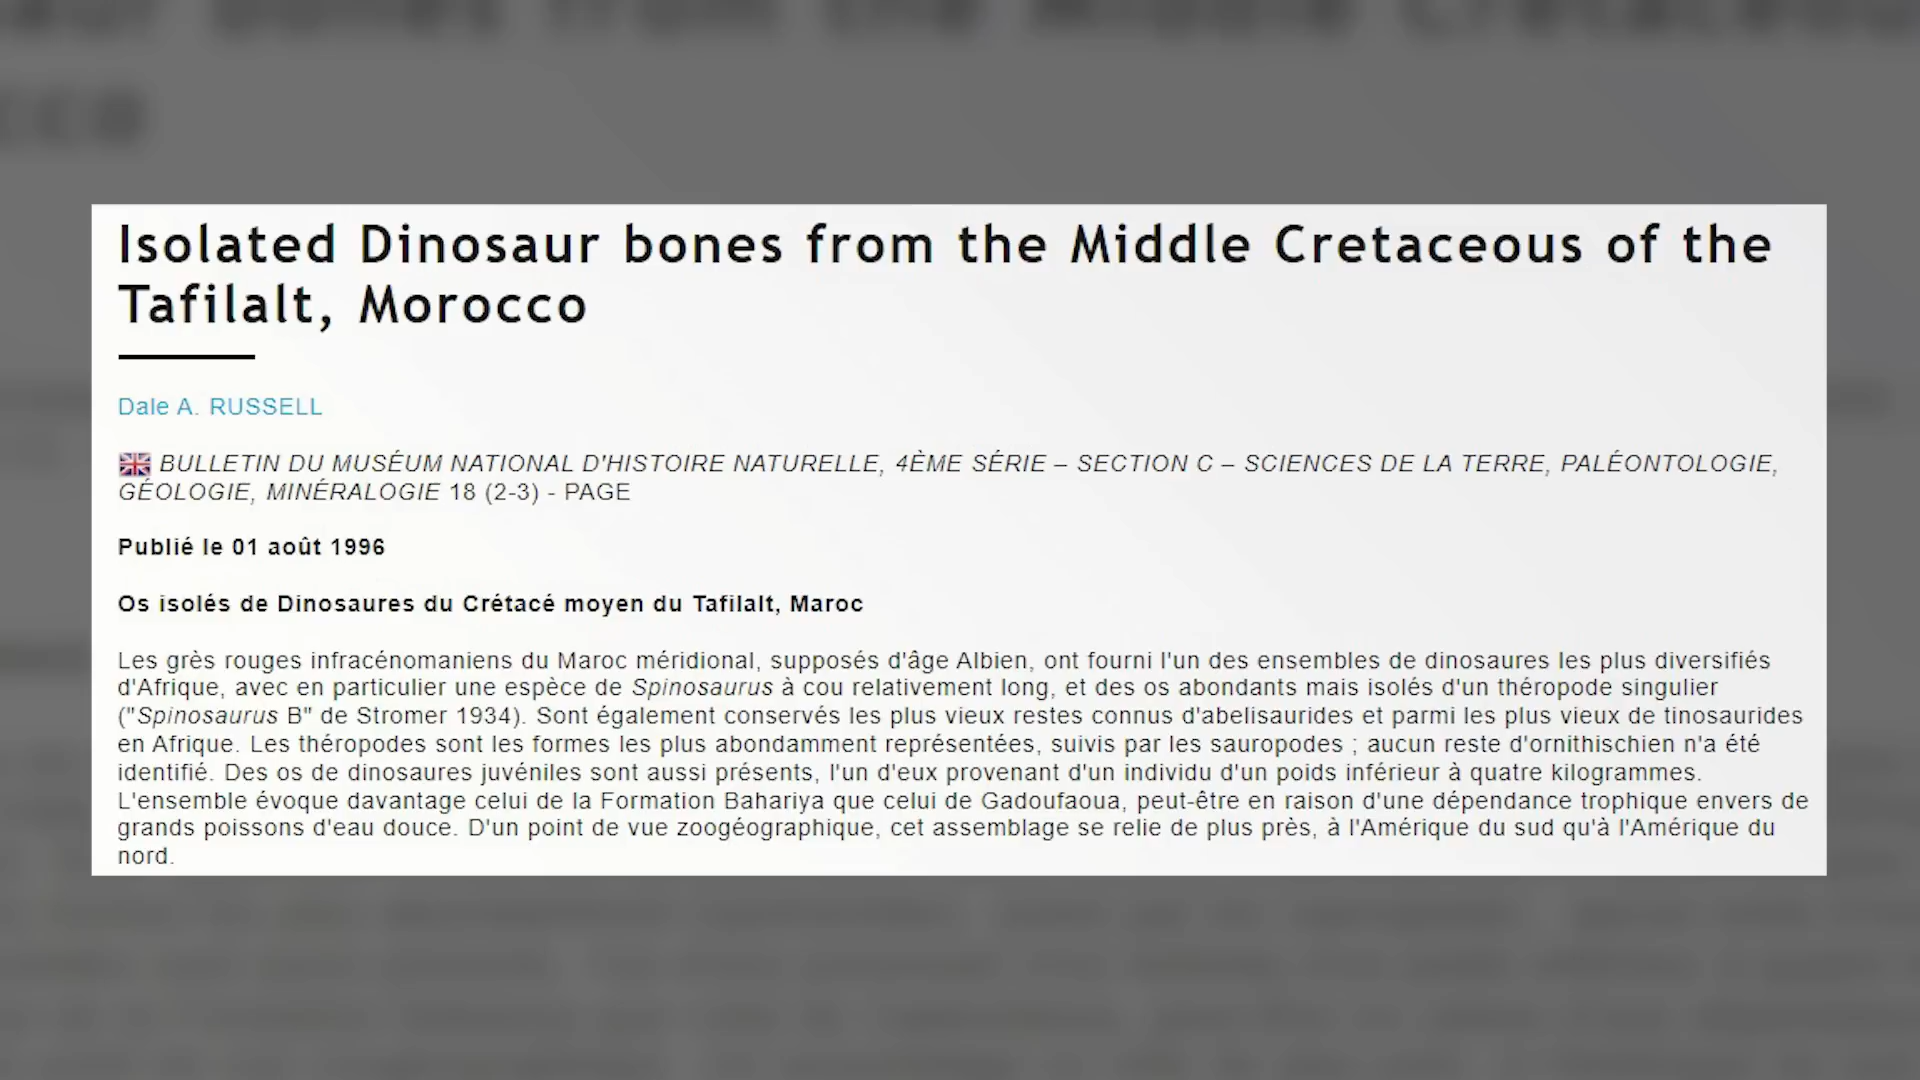 Isolated Dinosaur bones from the Middle Cretaceous of the
Tafilalt, Morocco
Dale A. RUSSELL
BULLETIN DU MUSÉUM NATIONAL D'HISTOIRE NATURELLE, 4ÈME SÉRIE – SECTION C – SCIENCES DE LA TERRE, PALÉONTOLOGIE,
GÉOLOGIE, MINÉRALOGIE 18 (2-3) - PAGE
Publié le 01 août 1996
Os isolés de Dinosaures du Crétacé moyen du Tafilalt, Maroc
Les grès rouges infracénomaniens du Maroc méridional, supposés d'âge Albien, ont fourni l'un des ensembles de dinosaures les plus diversifiés
d'Afrique, avec en particulier une espèce de Spinosaurus à cou relativement long, et des os abondants mais isolés d'un théropode singulier
("Spinosaurus B" de Stromer 1934). Sont également conservés les plus vieux restes connus d'abelisaurides et parmi les plus vieux de tinosaurides
en Afrique. Les théropodes sont les formes les plus abondamment représentées, suivis par les sauropodes ; aucun reste d'ornithischien n'a été
identifié. Des os de dinosaures juvéniles sont aussi présents, l'un d'eux provenant d'un individu d'un poids inférieur à quatre kilogrammes.
L'ensemble évoque davantage celui de la Formation Bahariya que celui de Gadoufaoua, peut-être en raison d'une dépendance trophique envers de
grands poissons d'eau douce. D'un point de vue zoogéographique, cet assemblage se relie de plus près, à l'Amérique du sud qu'à l'Amérique du
nord.